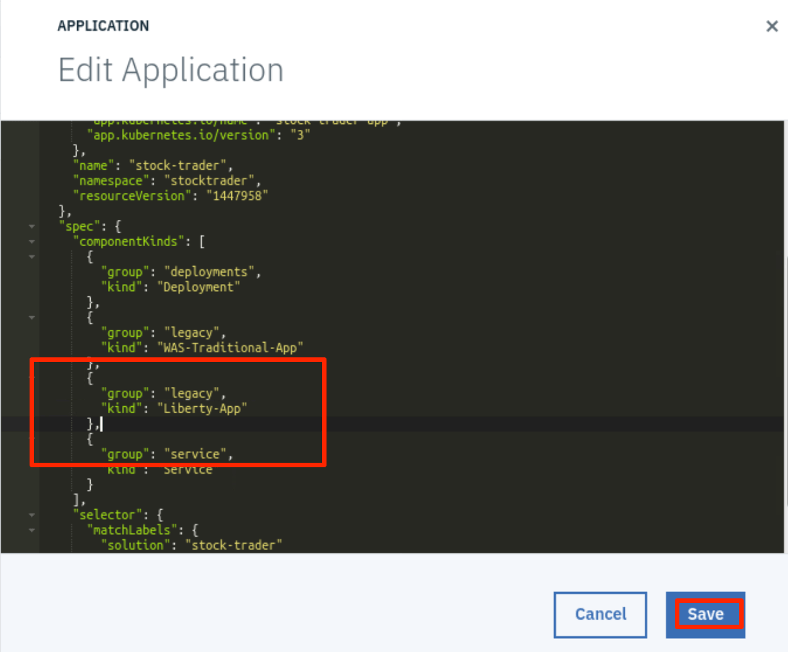 APPLICATION
Edit Application
"app.kubernetes.io/name": "stock-trader-app",
"app.kubernetes.io/version": "3"
},
"name": "stock-trader",
"namespace": "stocktrader",
"resourceVersion": "1447958"
},
"spec": {
"componentKinds": [
{
"group": "deployments",
"kind": "Deployment"
},
{
"group": "legacy",
"kind": "WAS-Traditional-App"
},
{
"group": "legacy",
"kind": "Liberty-App"
},
{
"group": "service",
"kind": "Service"
}
],
"selector": {
"matchLabels": {
"solution": "stock-trader"
Cancel
Save